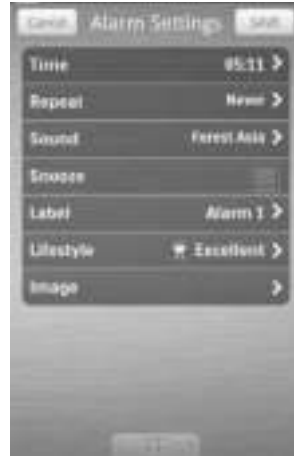 Cancel Alarm Settings Save
Time 05:11
Repeat Never
Sound Forest Asia
Snooze
Label Alarm 1
Lifestyle Excellent
Image